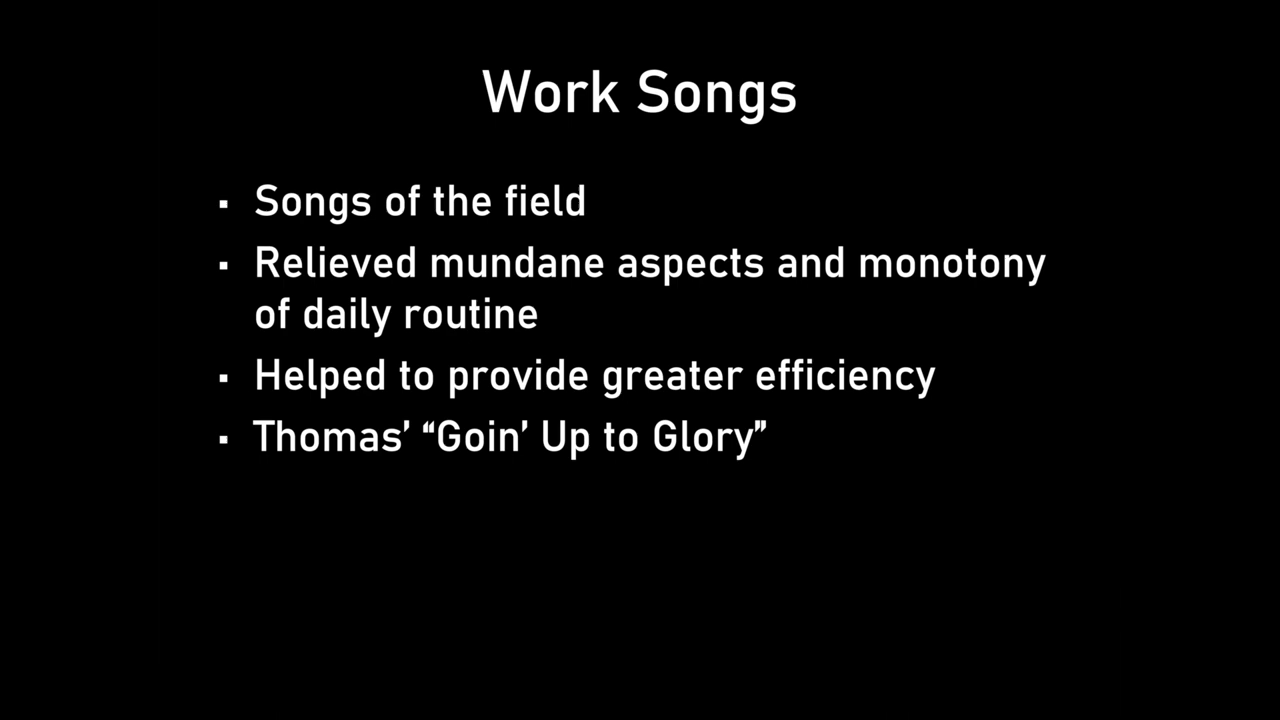 Work Songs
▪ Songs of the field
▪ Relieved mundane aspects and monotony
of daily routine
▪ Helped to provide greater efficiency
▪ Thomas’ “Goin’ Up to Glory”